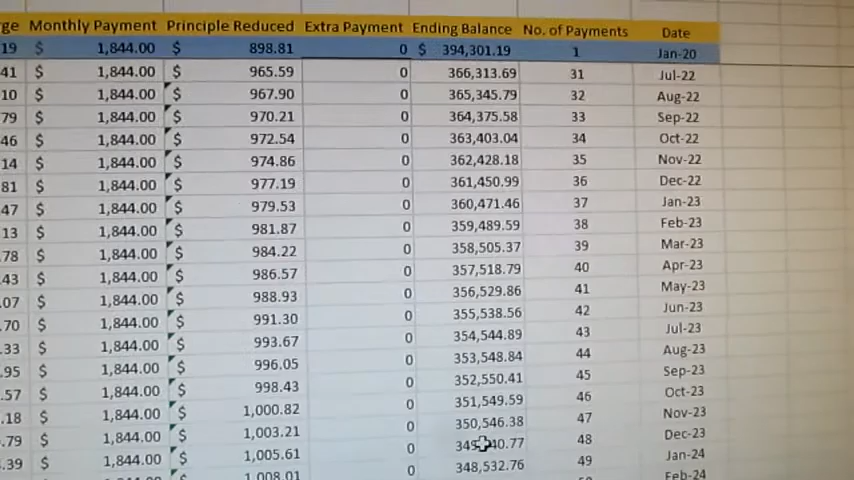 ge Monthly Payment Principle Reduced Extra Payment Ending Balance No. of Payments Date
19 $ 1,844.00 $ 898.81 0 $ 394,301.19 1 Jan-20
41 $ 1,844.00 $ 965.59 0 366,313.69 31 Jul-22
10 $ 1,844.00 $ 967.90 0 365,345.79 32 Aug-22
79 $ 1,844.00 $ 970.21 0 364,375.58 33 Sep-22
46 $ 1,844.00 $ 972.54 0 363,403.04 34 Oct-22
14 $ 1,844.00 $ 974.86 0 362,428.18 35 Nov-22
81 $ 1,844.00 $ 977.19 0 361,450.99 36 Dec-22
47 $ 1,844.00 $ 979.53 0 360,471.46 37 Jan-23
13 $ 1,844.00 $ 981.87 0 359,489.59 38 Feb-23
.78 $ 1,844.00 $ 984.22 0 358,505.37 39 Mar-23
.43 $ 1,844.00 $ 986.57 0 357,518.79 40 Apr-23
.07 $ 1,844.00 $ 988.93 0 356,529.86 41 May-23
.70 $ 1,844.00 $ 991.30 0 355,538.56 42 Jun-23
.33 $ 1,844.00 $ 993.67 0 354,544.89 43 Jul-23
.95 $ 1,844.00 $ 996.05 0 353,548.84 44 Aug-23
.57 $ 1,844.00 $ 998.43 0 352,550.41 45 Sep-23
.18 $ 1,844.00 $ 1,000.82 0 351,549.59 46 Oct-23
.79 $ 1,844.00 $ 1,003.21 0 350,546.38 47 Nov-23
.39 $ 1,844.00 $ 1,005.61 0 48 Dec-23
1,008.01 0 348,532.76 49 Jan-24
Feb-24